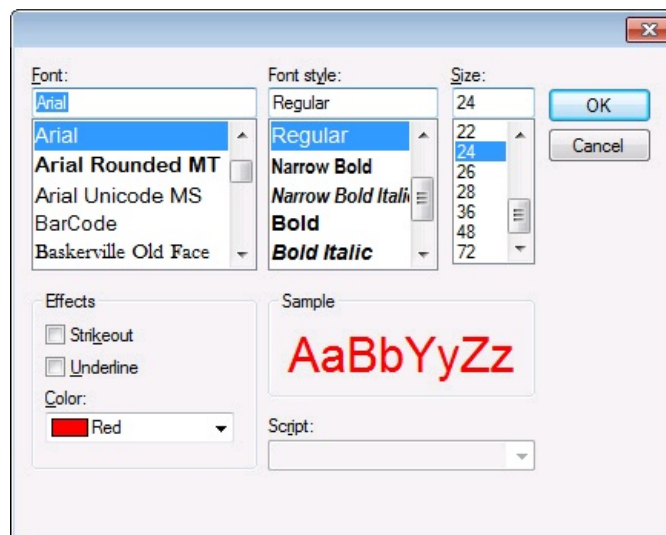 Font:
Arial
Arial
Arial Rounded MT
Arial Unicode MS
BarCode
Baskerville Old Face
Font style:
Regular
Regular
Narrow Bold
Narrow Bold Itali
Bold
Bold Italic
Size:
24
22
24
26
28
36
48
72
OK
Cancel
Effects
Strikeout
Underline
Color:
Red
Sample
AaBbYyZz
Script: